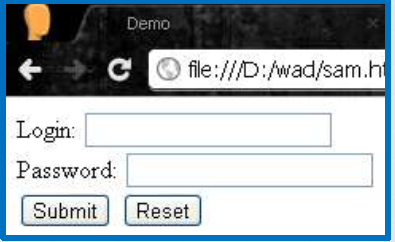 Demo
file:///D:/wad/sam.ht
Login:
Password:
Submit Reset